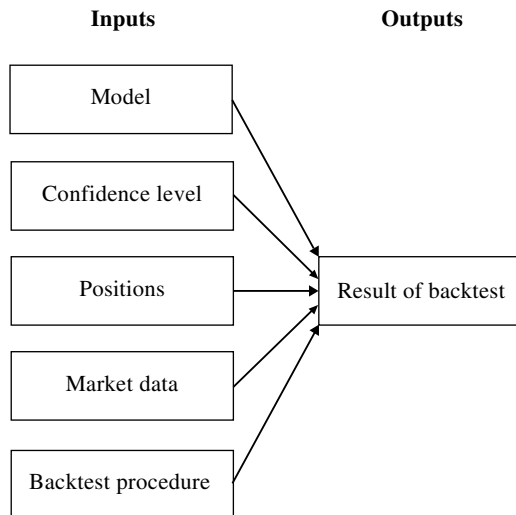 Inputs
Outputs
Model
Confidence level
Positions
Result of backtest
Market data
Backtest procedure